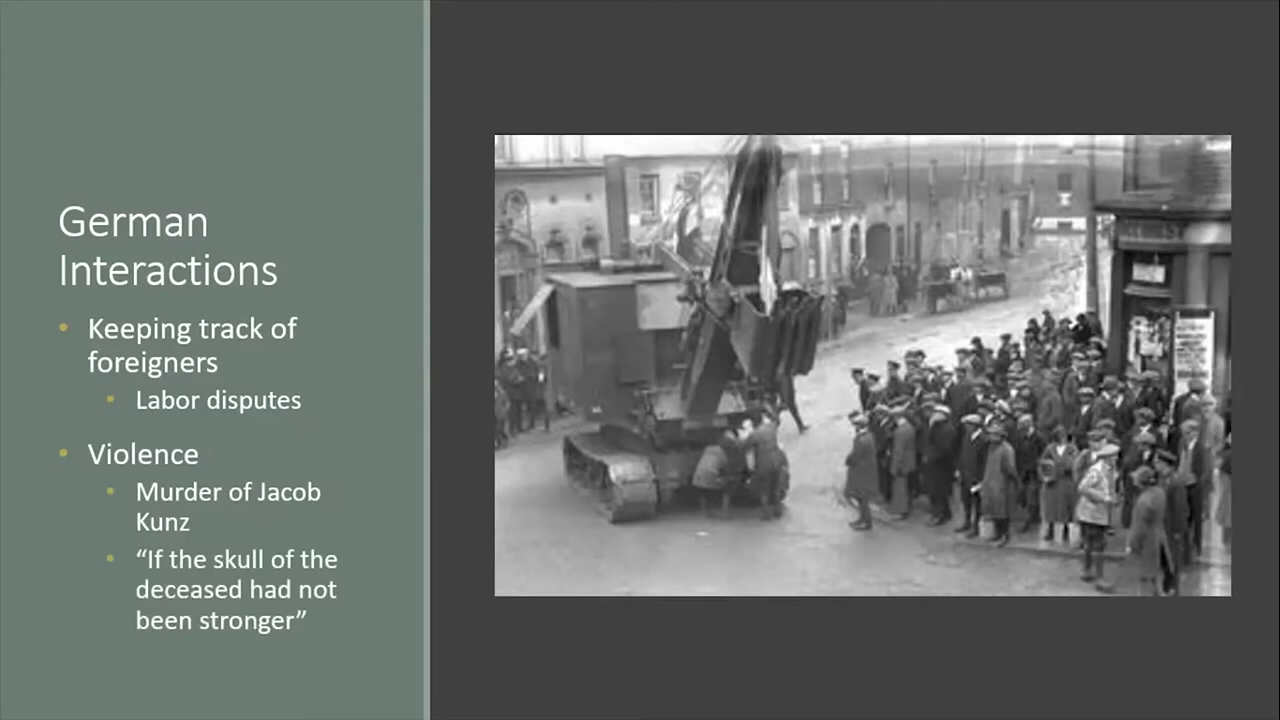 German
Interactions
• Keeping track of
foreigners
• Labor disputes
• Violence
• Murder of Jacob
Kunz
• “If the skull of the
deceased had not
been stronger”